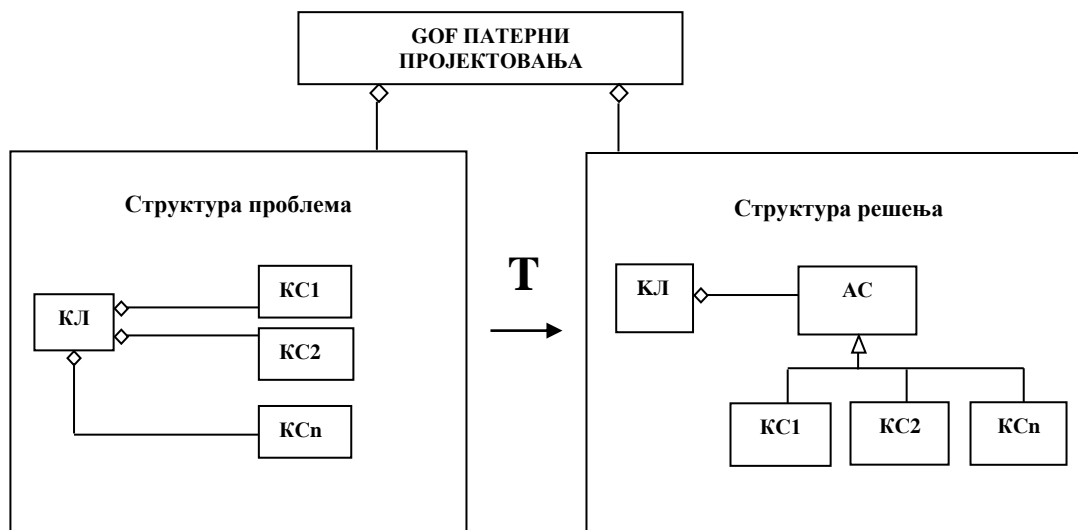 GOF ПАТЕРНИ
ПРОЈЕКТОВАЊА
Структура проблема
КЛ
КС1
КС2
КСn
Т
Структура решења
КЛ
АС
КС1
КС2
КСn